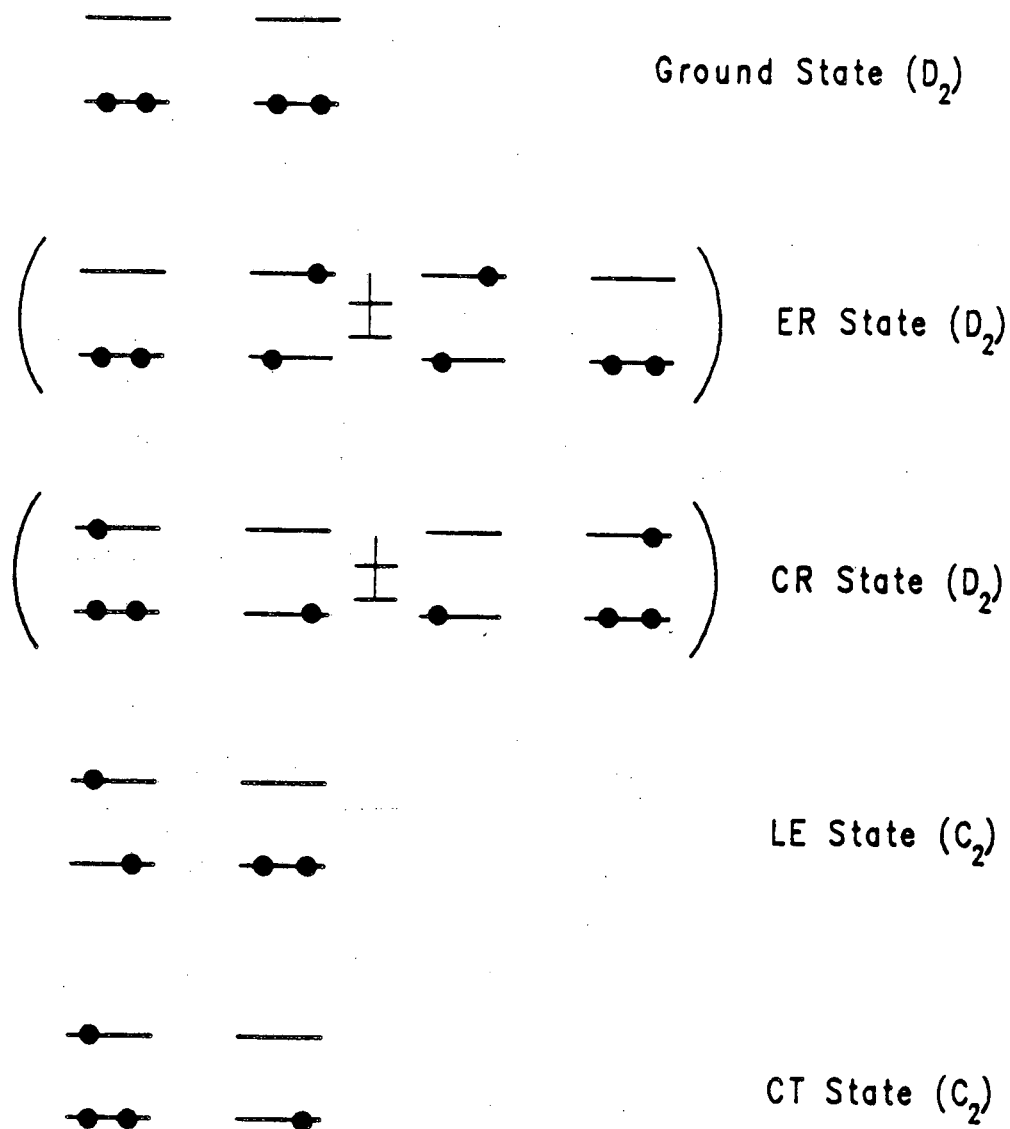 Ground State (D₂)
ER State (D₂)
CR State (D₂)
LE State (C₂)
CT State (C₂)